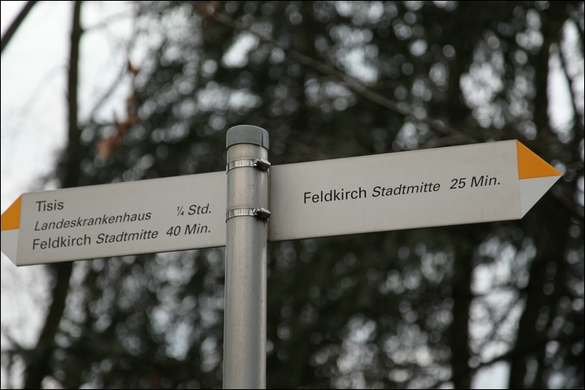 Tisis
Landeskrankenhaus ¼ Std.
Feldkirch Stadtmitte 40 Min.
Feldkirch Stadtmitte 25 Min.